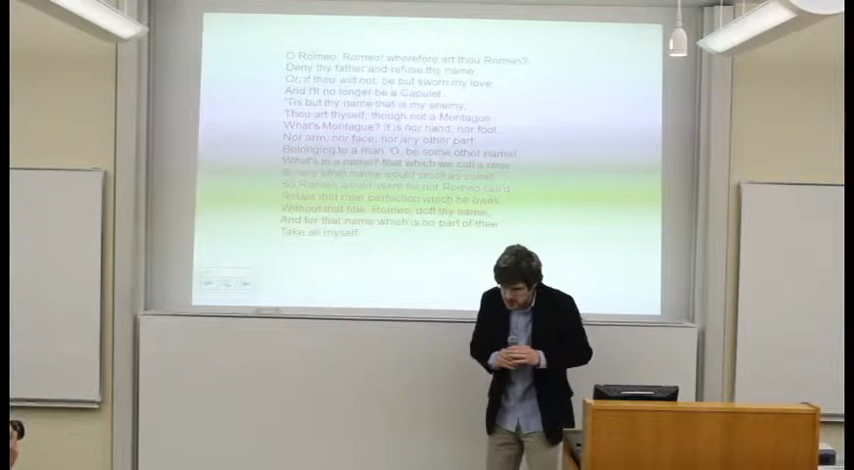 O Romeo, Romeo! wherefore art thou Romeo?
Deny thy father and refuse thy name,
Or, if thou wilt not, be but sworn my love
And I'll no longer be a Capulet.
'Tis but thy name that is my enemy,
Thou art thyself, though not a Montague.
What's Montague? it is nor hand, nor foot,
Nor arm, nor face, nor any other part
Belonging to a man. O, be some other name!
What's in a name? that which we call a rose
By any other name would smell as sweet
So Romeo would, were he not Romeo call'd
Retain that dear perfection which he owes
Without that title. Romeo, doff thy name,
And for that name which is no part of thee
Take all myself.